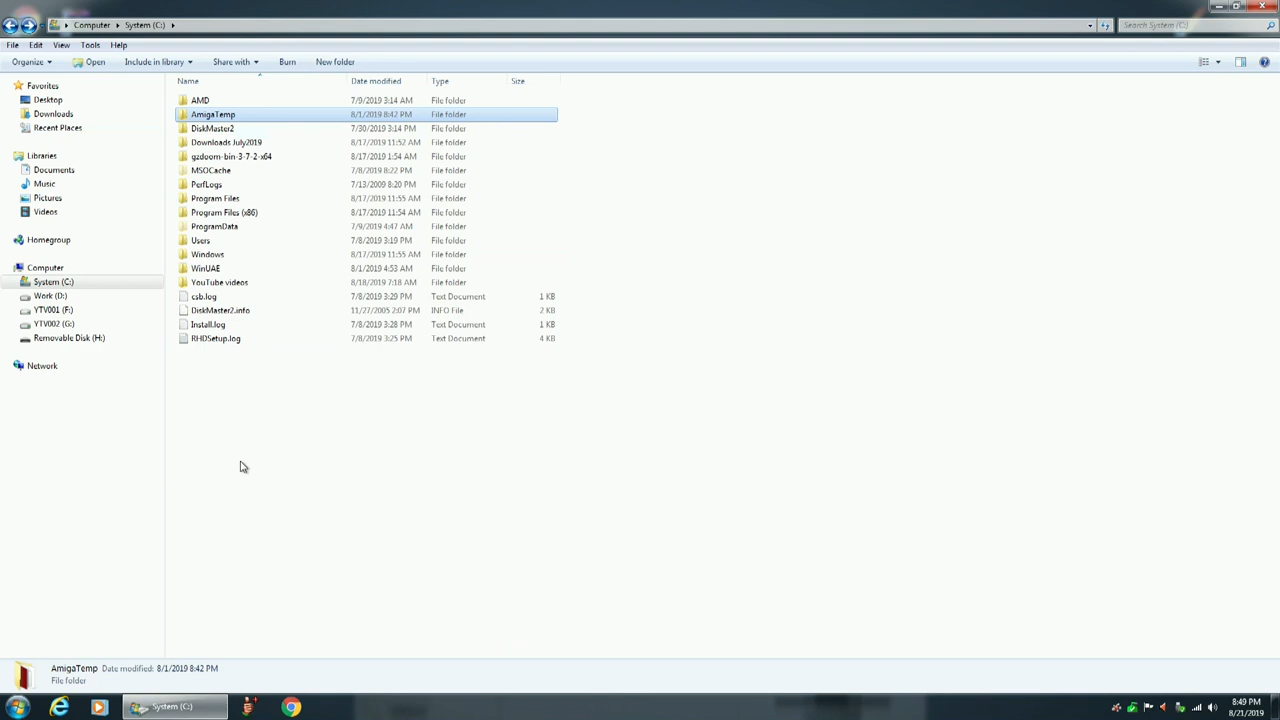 Computer ▸ System (C:) ▸ Search System (C:)
File Edit View Tools Help
Organize Open Include in library Share with Burn New folder
Name Date modified Type Size
Favorites
Desktop
Downloads
Recent Places
Libraries
Documents
Music
Pictures
Videos
Homegroup
Computer
System (C:)
Work (D:)
YTV001 (F:)
YTV002 (G:)
Removable Disk (H:)
Network
AMD 7/9/2019 3:14 AM File folder
AmigaTemp 8/1/2019 8:42 PM File folder
DiskMaster2 7/30/2019 3:14 PM File folder
Downloads July2019 8/17/2019 11:52 AM File folder
gzdoom-bin-3-7-2-x64 8/17/2019 1:54 AM File folder
MSOCache 7/8/2019 8:22 PM File folder
PerfLogs 7/13/2009 8:20 PM File folder
Program Files 8/17/2019 11:55 AM File folder
Program Files (x86) 8/17/2019 11:54 AM File folder
ProgramData 7/9/2019 4:47 AM File folder
Users 7/8/2019 3:19 PM File folder
Windows 8/17/2019 11:55 AM File folder
WinUAE 8/1/2019 4:53 AM File folder
YouTube videos 8/18/2019 7:18 AM File folder
csb.log 7/8/2019 3:29 PM Text Document 1 KB
DiskMaster2.info 11/27/2005 2:07 PM INFO File 2 KB
Install.log 7/8/2019 3:28 PM Text Document 1 KB
RHDSetup.log 7/8/2019 3:25 PM Text Document 4 KB
AmigaTemp Date modified: 8/1/2019 8:42 PM
File folder
System (C:)
8:49 PM
8/21/2019